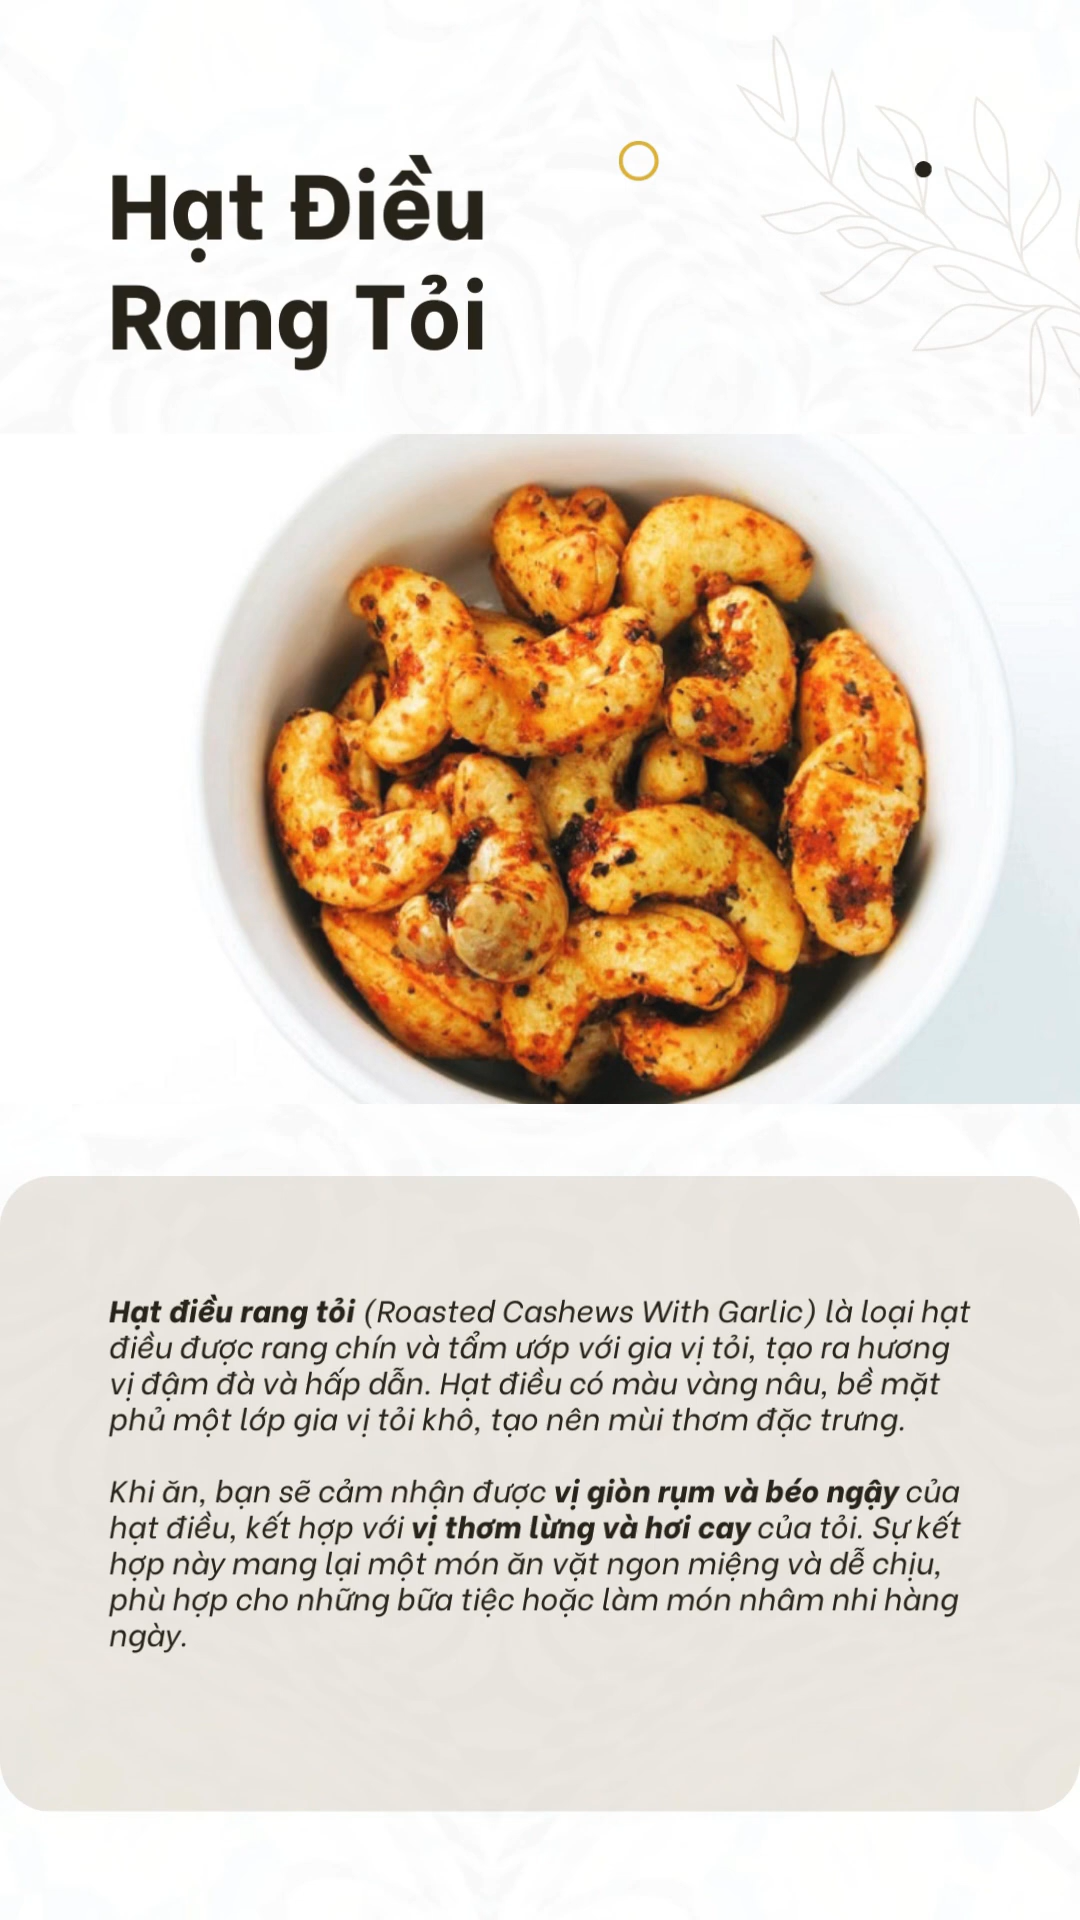 Hạt Điều
Rang Tỏi
Hạt điều rang tỏi (Roasted Cashews With Garlic) là loại hạt
điều được rang chín và tẩm ướp với gia vị tỏi, tạo ra hương
vị đậm đà và hấp dẫn. Hạt điều có màu vàng nâu, bề mặt
phủ một lớp gia vị tỏi khô, tạo nên mùi thơm đặc trưng.
Khi ăn, bạn sẽ cảm nhận được vị giòn rụm và béo ngậy của
hạt điều, kết hợp với vị thơm lừng và hơi cay của tỏi. Sự kết
hợp này mang lại một món ăn vặt ngon miệng và dễ chịu,
phù hợp cho những bữa tiệc hoặc làm món nhâm nhi hàng
ngày.